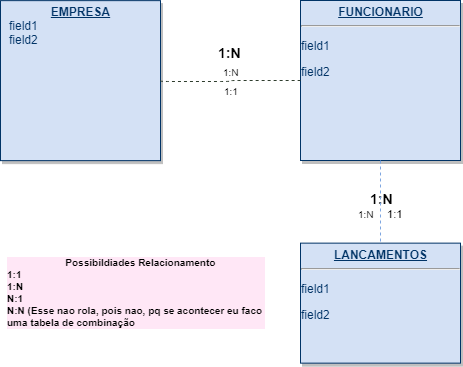 EMPRESA
field1
field2
1:N
1:N
1:1
FUNCIONARIO
field1
field2
1:N
1:N 1:1
LANCAMENTOS
field1
field2
Possibildiades Relacionamento
1:1
1:N
N:1
N:N (Esse nao rola, pois nao, pq se acontecer eu faco
uma tabela de combinação